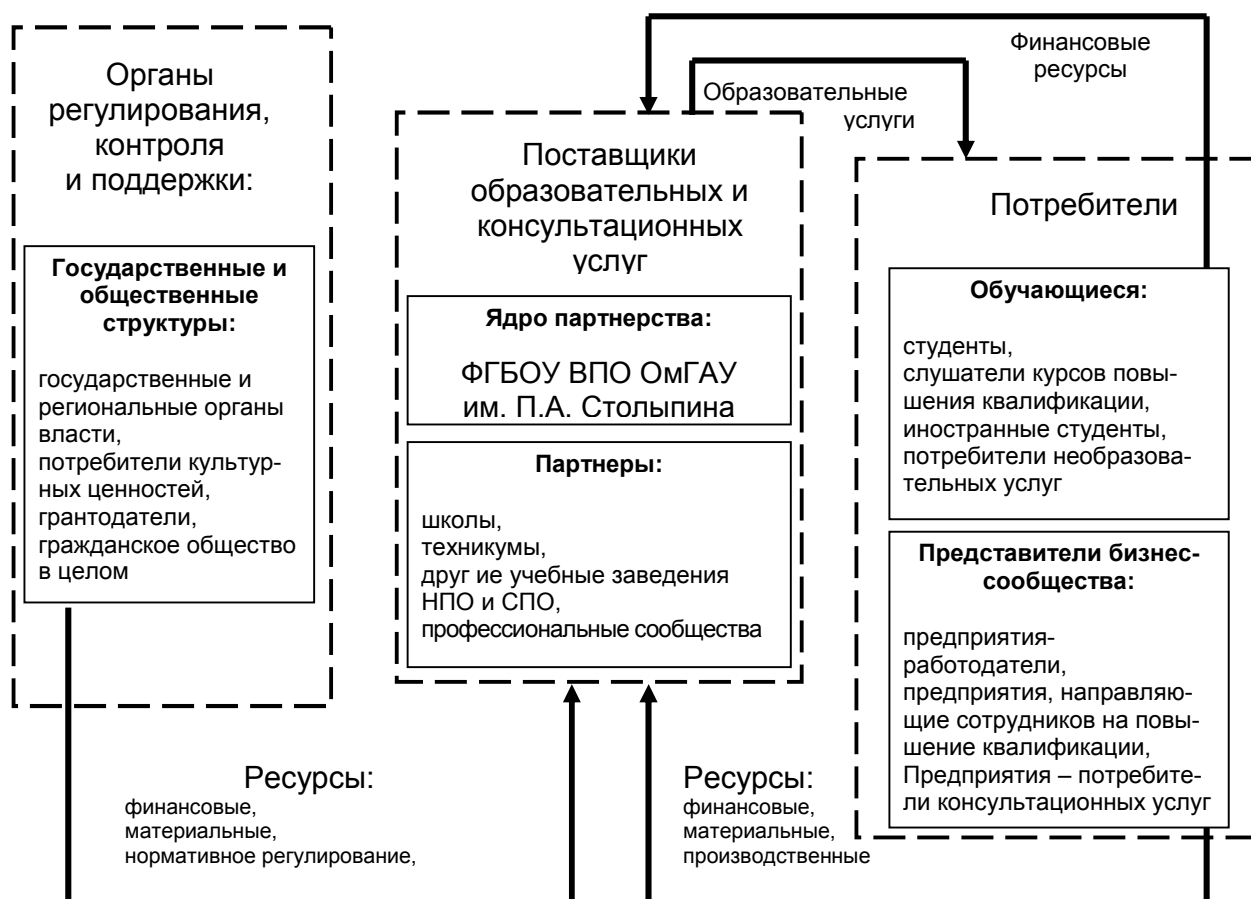 Органы
регулирования,
контроля
и поддержки:
Государственные и
общественные
структуры:
государственные и
региональные органы
власти,
потребители культур-
ных ценностей,
грантодатели,
гражданское общество
в целом
Ресурсы:
финансовые,
материальные,
нормативное регулирование,
Поставщики
образовательных и
консультационных
услуг
Ядро партнерства:
ФГБОУ ВПО ОмГАУ
им. П.А. Столыпина
Партнеры:
школы,
техникумы,
друг ие учебные заведения
НПО и СПО,
профессиональные сообщества
Ресурсы:
финансовые,
материальные,
производственные
Образовательные
услуги
Финансовые
ресурсы
Потребители
Обучающиеся:
студенты,
слушатели курсов повы-
шения квалификации,
иностранные студенты,
потребители необразова-
тельных услуг
Представители бизнес-
сообщества:
предприятия-
работодатели,
предприятия, направляю-
щие сотрудников на повы-
шение квалификации,
Предприятия – потребите-
ли консультационных услуг